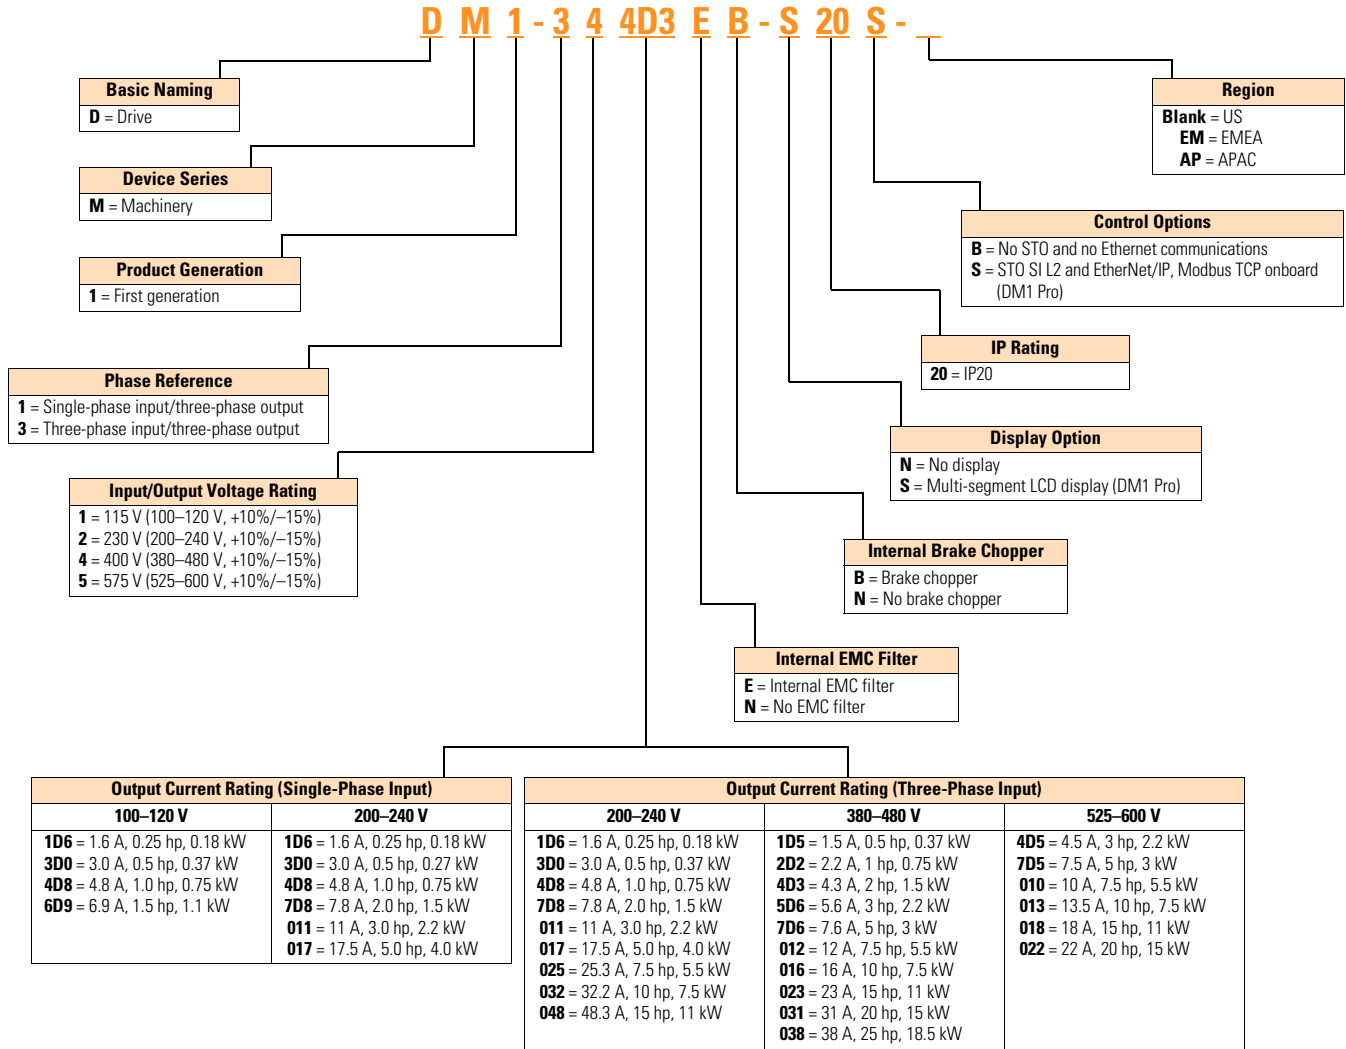 D M 1 - 3 4 4D3 E B - S 20 S - _
Basic Naming
D = Drive
Device Series
M = Machinery
Product Generation
1 = First generation
Phase Reference
1 = Single-phase input/three-phase output
3 = Three-phase input/three-phase output
Input/Output Voltage Rating
1 = 115 V (100–120 V, +10%/–15%)
2 = 230 V (200–240 V, +10%/–15%)
4 = 400 V (380–480 V, +10%/–15%)
5 = 575 V (525–600 V, +10%/–15%)
Region
Blank = US
EM = EMEA
AP = APAC
Control Options
B = No STO and no Ethernet communications
S = STO SI L2 and EtherNet/IP, Modbus TCP onboard
(DM1 Pro)
IP Rating
20 = IP20
Display Option
N = No display
S = Multi-segment LCD display (DM1 Pro)
Internal Brake Chopper
B = Brake chopper
N = No brake chopper
Internal EMC Filter
E = Internal EMC filter
N = No EMC filter
Output Current Rating (Single-Phase Input)
100–120 V
1D6 = 1.6 A, 0.25 hp, 0.18 kW
3D0 = 3.0 A, 0.5 hp, 0.37 kW
4D8 = 4.8 A, 1.0 hp, 0.75 kW
6D9 = 6.9 A, 1.5 hp, 1.1 kW
200–240 V
1D6 = 1.6 A, 0.25 hp, 0.18 kW
3D0 = 3.0 A, 0.5 hp, 0.27 kW
4D8 = 4.8 A, 1.0 hp, 0.75 kW
7D8 = 7.8 A, 2.0 hp, 1.5 kW
011 = 11 A, 3.0 hp, 2.2 kW
017 = 17.5 A, 5.0 hp, 4.0 kW
Output Current Rating (Three-Phase Input)
200–240 V
1D6 = 1.6 A, 0.25 hp, 0.18 kW
3D0 = 3.0 A, 0.5 hp, 0.37 kW
4D8 = 4.8 A, 1.0 hp, 0.75 kW
7D8 = 7.8 A, 2.0 hp, 1.5 kW
011 = 11 A, 3.0 hp, 2.2 kW
017 = 17.5 A, 5.0 hp, 4.0 kW
025 = 25.3 A, 7.5 hp, 5.5 kW
032 = 32.2 A, 10 hp, 7.5 kW
048 = 48.3 A, 15 hp, 11 kW
380–480 V
1D5 = 1.5 A, 0.5 hp, 0.37 kW
2D2 = 2.2 A, 1 hp, 0.75 kW
4D3 = 4.3 A, 2 hp, 1.5 kW
5D6 = 5.6 A, 3 hp, 2.2 kW
7D6 = 7.6 A, 5 hp, 3 kW
012 = 12 A, 7.5 hp, 5.5 kW
016 = 16 A, 10 hp, 7.5 kW
023 = 23 A, 15 hp, 11 kW
031 = 31 A, 20 hp, 15 kW
038 = 38 A, 25 hp, 18.5 kW
525–600 V
4D5 = 4.5 A, 3 hp, 2.2 kW
7D5 = 7.5 A, 5 hp, 3 kW
010 = 10 A, 7.5 hp, 5.5 kW
013 = 13.5 A, 10 hp, 7.5 kW
018 = 18 A, 15 hp, 11 kW
022 = 22 A, 20 hp, 15 kW